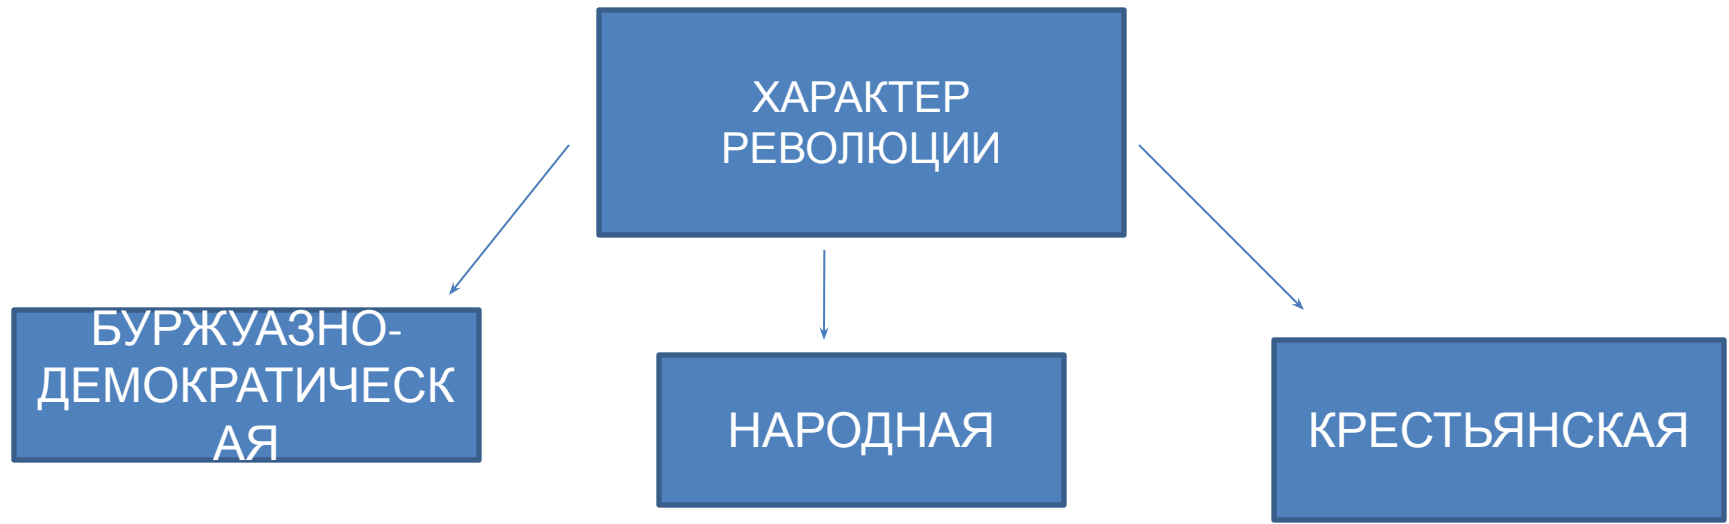 ХАРАКТЕР
РЕВОЛЮЦИИ
БУРЖУАЗНО-
ДЕМОКРАТИЧЕСК
АЯ
НАРОДНАЯ
КРЕСТЬЯНСКАЯ